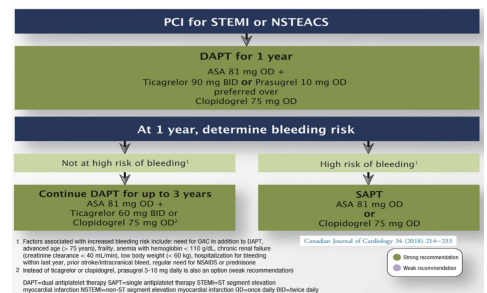 PCI for STEMI or NSTEACS
DAPT for 1 year
ASA 81 mg OD +
Ticagrelor 90 mg BID or Prasugrel 10 mg OD
preferred over
Clopidogrel 75 mg OD
At 1 year, determine bleeding risk
Not at high risk of bleeding1
High risk of bleeding1
Continue DAPT for up to 3 years
ASA 81 mg OD +
Ticagrelor 60 mg BID or
Clopidogrel 75 mg OD2
SAPT
ASA 81 mg OD
or
Clopidogrel 75 mg OD
1 Factors associated with increased bleeding risk include: need for OAC in addition to DAPT,
advanced age (> 75 years), frailty, anemia with hemoglobin < 110 g/dL, chronic renal failure
(creatinine clearance < 40 mL/min), low body weight (< 60 kg), hospitalization for bleeding
within last year, prior stroke/intracranial bleed, regular need for NSAIDs or prednisone
2 Instead of ticagrelor or clopidogrel, prasugrel 5-10 mg daily is also an option (weak recommendation)
Canadian Journal of Cardiology 34 (2018) 214–233
Strong recommendation
Weak recommendation
DAPT=dual antiplatelet therapy SAPT=single antiplatelet therapy STEMI=ST segment elevation
myocardial infarction NSTEMI=non-ST segment elevation myocardial infarction OD=once daily BID=twice daily